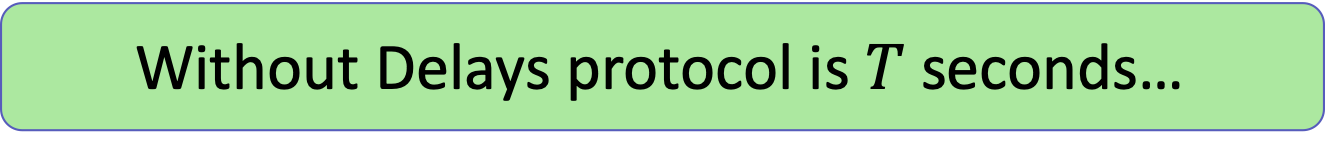 Without Delays protocol is T seconds...